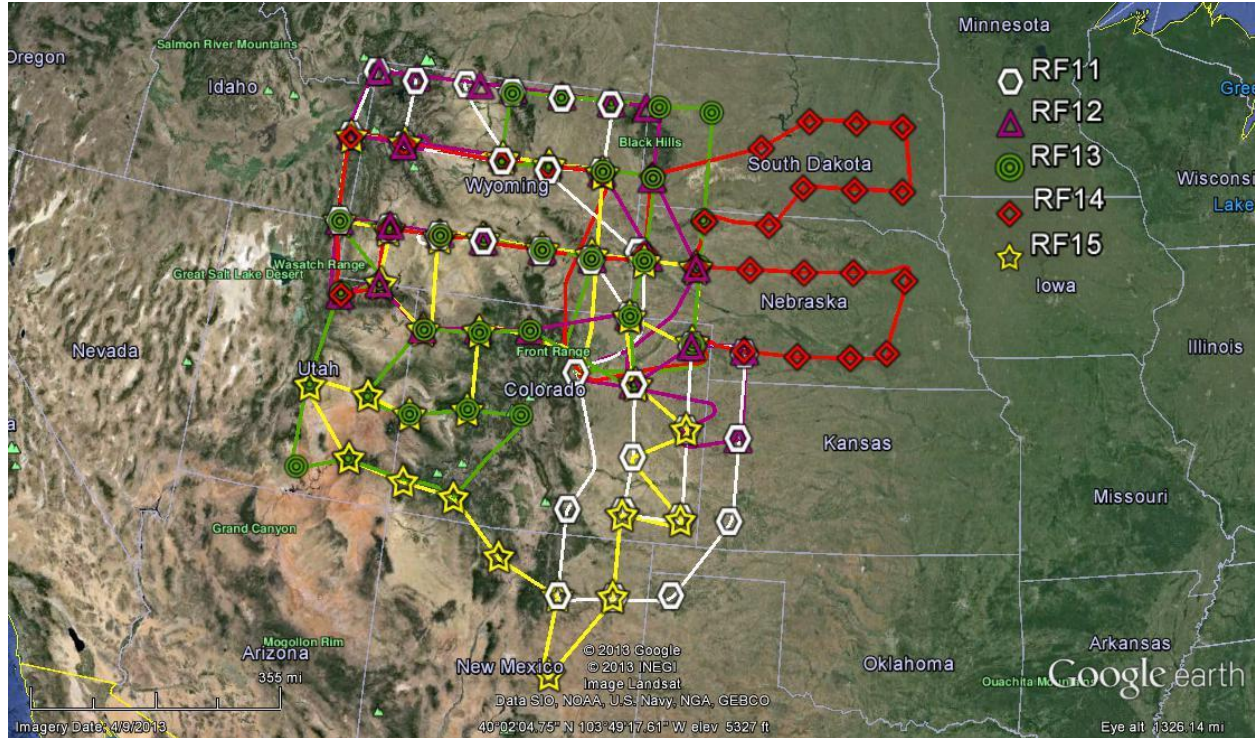 Minnesota
Oregon
Salmon River Mountains
Idaho
RF11
RF12
RF13
RF14
RF15
Black Hills
South Dakota
Wyoming
Wasatch Range
Great Salt Lake Desert
Nebraska
Iowa
Nevada
Utah
Front Range
Colorado
Illinois
Kansas
Missouri
Grand Canyon
Mogollon Rim
Arizona
New Mexico
Oklahoma
Arkansas
355 mi
© 2013 Google
© 2013 INEGI
Image Landsat
Data SIO, NOAA, U.S. Navy, NGA, GEBCO
Google earth
Imagery Date: 4/9/2013
40°02'04.75" N 103°49'17.61" W elev 5327 ft
Eye alt 1326.14 mi